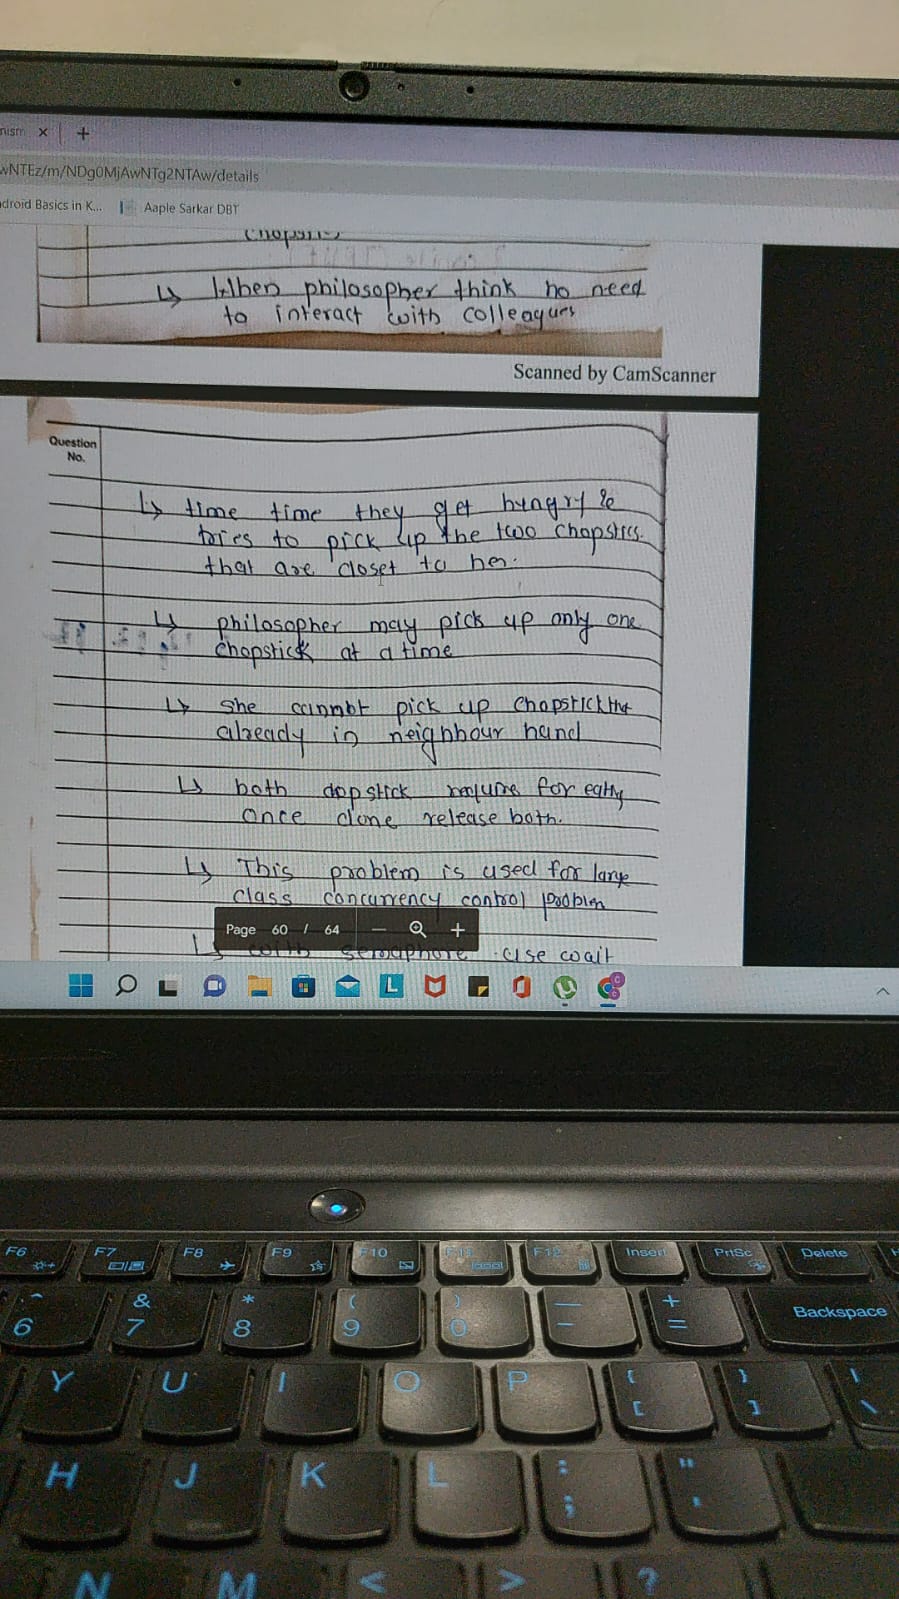 nism × +
wNTEz/m/NDg0MjAwNTg2NTAw/details
droid Basics in K... Aaple Sarkar DBT
↳ When philosopher think no need
to interact with colleagues
Scanned by CamScanner
Question
No.
↳ time time they get hungry &
tries to pick up the two chopstics.
that are closet to her.
↳ philosopher may pick up only one
chopstick at a time
↳ She cannot pick up chopstick that
already in neighbour hand
↳ both chopstick require for eating
once done release both.
↳ This problem is used for large
class concurrency control problem
Page 60 / 64 — +
↳ with semaphore use wait
F6 F7 F8 F9 F10 F11 F12 Insert PrtSc Delete
^ & * ( ) — + Backspace
6 7 8 9 0 - =
Y U I O P { } |
[ ] \
H J K L : "
; '
N M < > ?